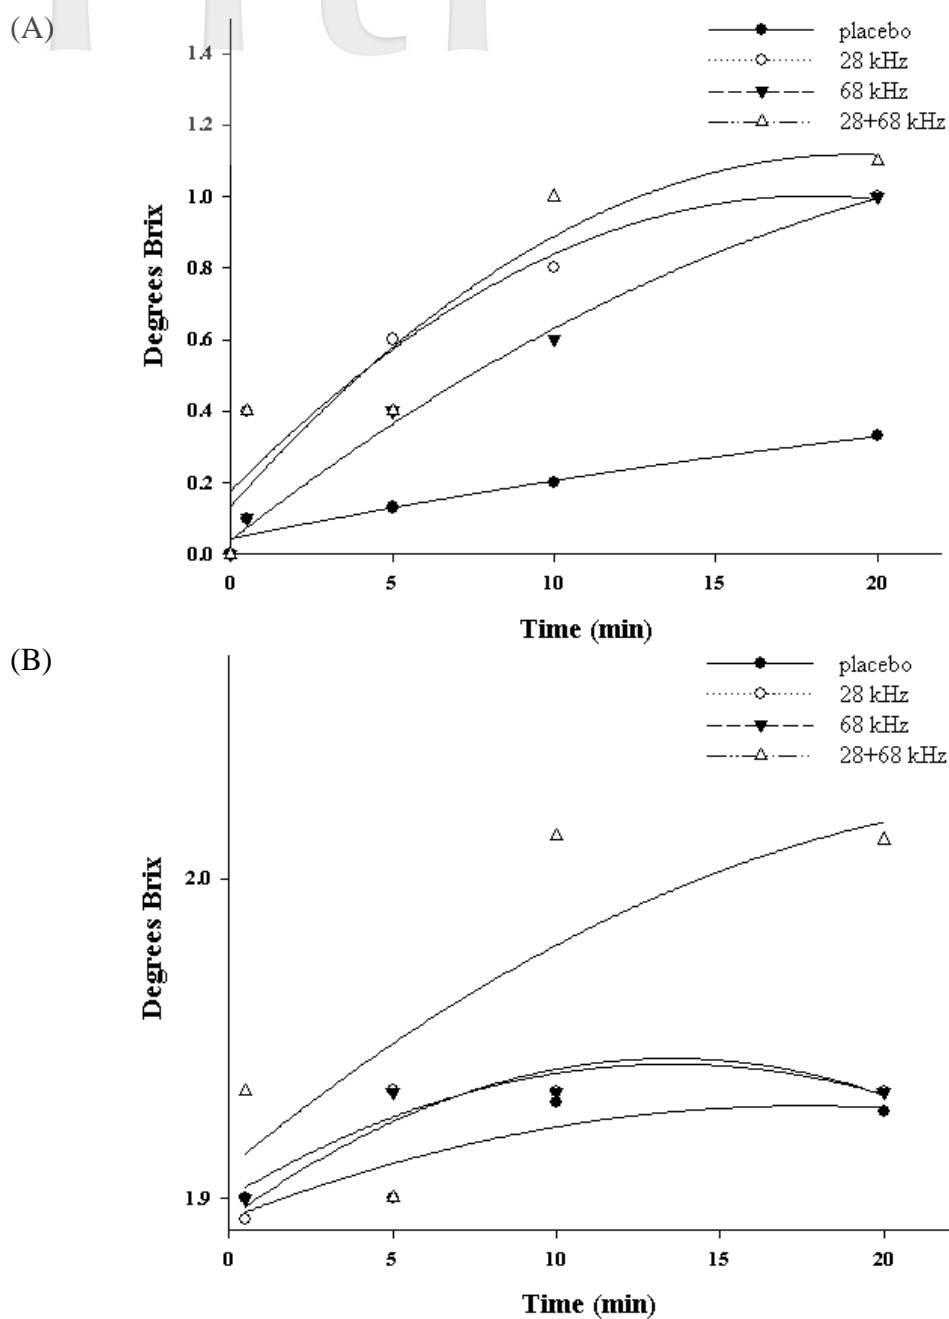 (A)
placebo
28 kHz
68 kHz
28+68 kHz
1.4
1.2
1.0
0.8
0.6
0.4
0.2
0.0
Degrees Brix
0 5 10 15 20
Time (min)
(B)
placebo
28 kHz
68 kHz
28+68 kHz
2.0
1.9
Degrees Brix
0 5 10 15 20
Time (min)